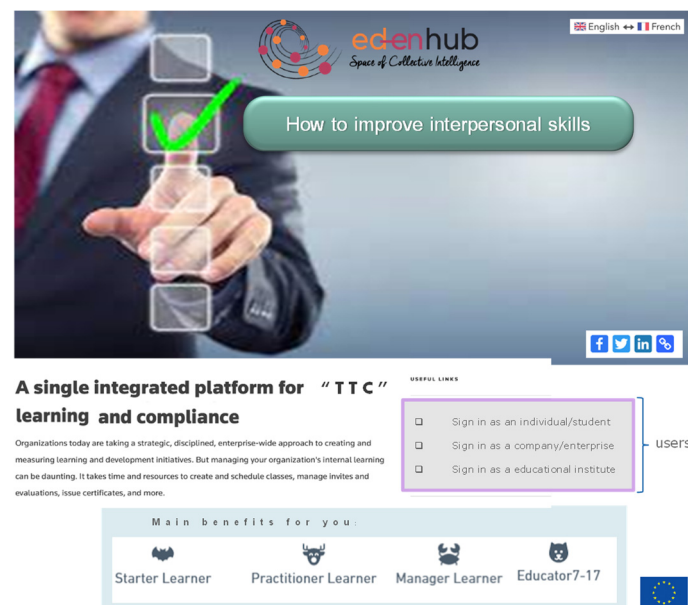 edenhub
Space of Collective Intelligence
English ↔ French
How to improve interpersonal skills
A single integrated platform for “TTC”
learning and compliance
Organizations today are taking a strategic, disciplined, enterprise-wide approach to creating and
measuring learning and development initiatives. But managing your organization's internal learning
can be daunting. It takes time and resources to create and schedule classes, manage invites and
evaluations, issue certificates, and more.
USEFUL LINKS
Sign in as an individual/student
Sign in as a company/enterprise
Sign in as a educational institute
users
Main benefits for you:
Starter Learner
Practitioner Learner
Manager Learner
Educator7-17